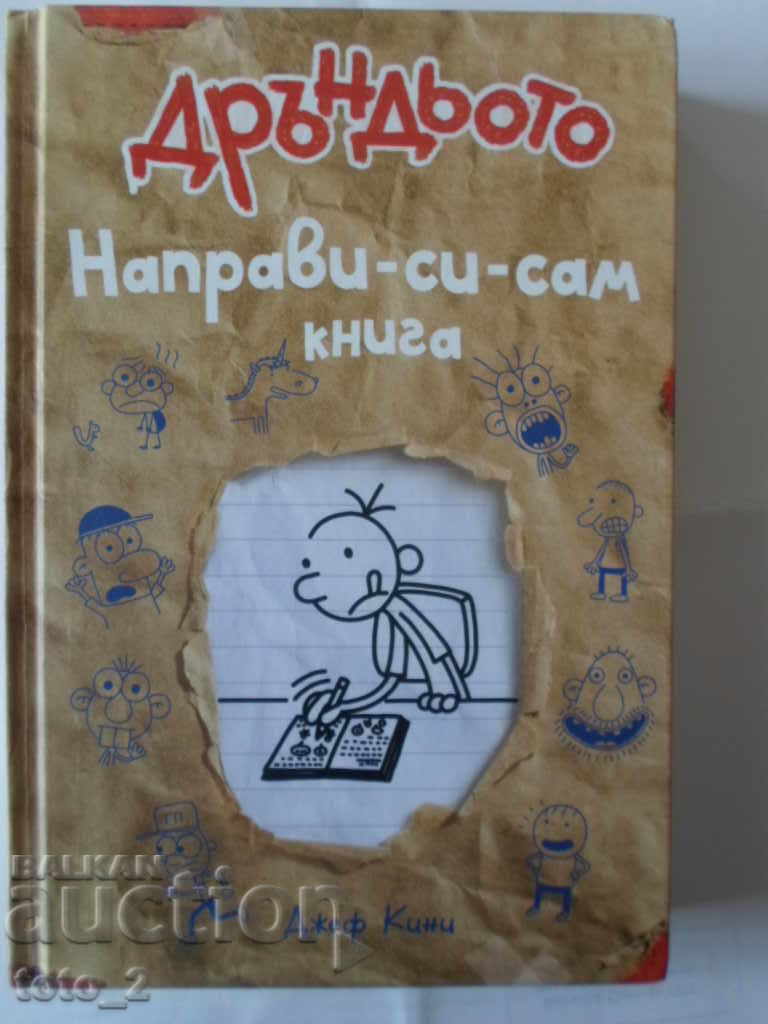 Дръндьото
Направи-си-сам
книга
Джеф Кини
BALKAN
auction
toto_2